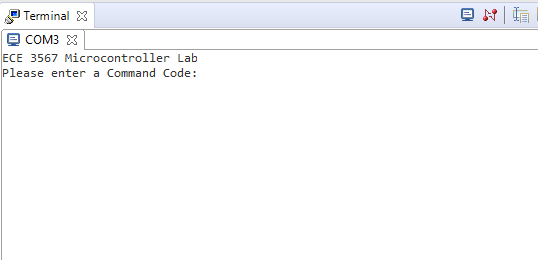 Terminal
COM3
ECE 3567 Microcontroller Lab
Please enter a Command Code: